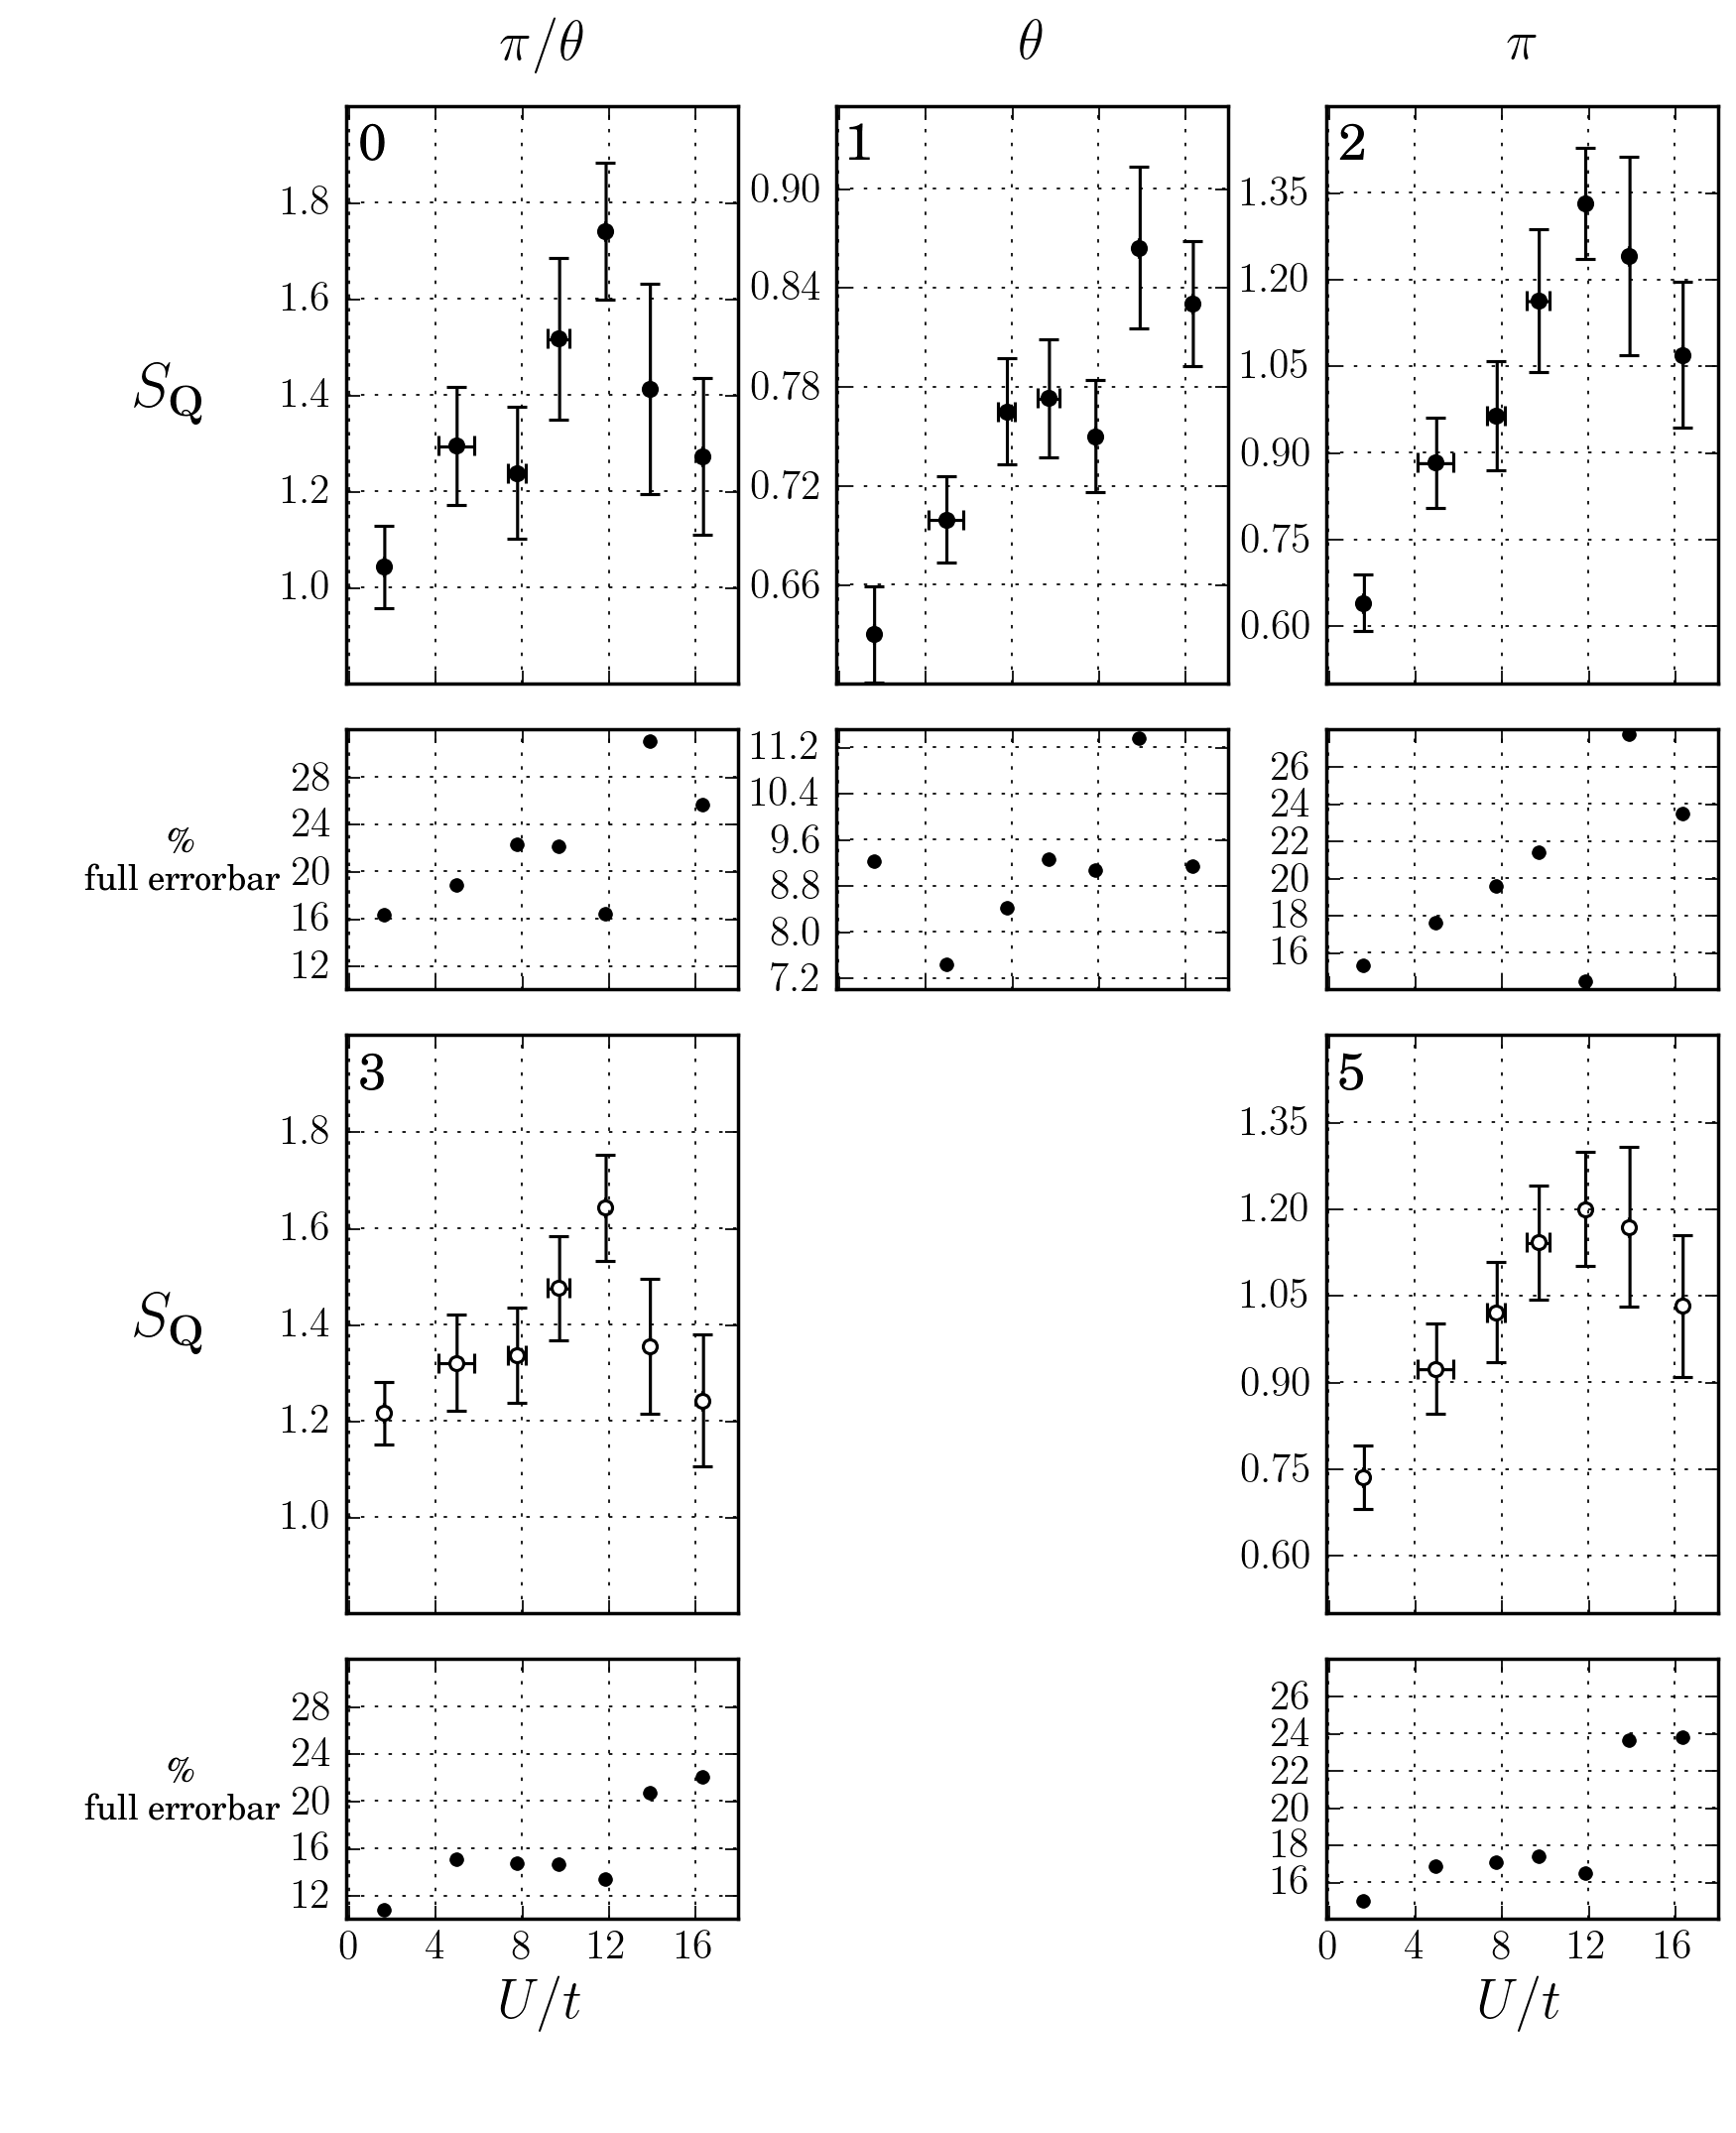 π/θ θ π
0 1 2
1.8 0.90 1.35
1.6 0.84 1.20
1.4 0.78 1.05
1.2 0.72 0.90
1.0 0.66 0.75
0.60
S_Q
28 11.2 26
24 10.4 24
20 9.6 22
16 8.8 20
12 8.0 18
7.2 16
%
full errorbar
3 5
1.8 1.35
1.6 1.20
1.4 1.05
1.2 0.90
1.0 0.75
0.60
S_Q
28 26
24 24
20 22
16 20
12 18
16
%
full errorbar
0 4 8 12 16 0 4 8 12 16
U/t U/t